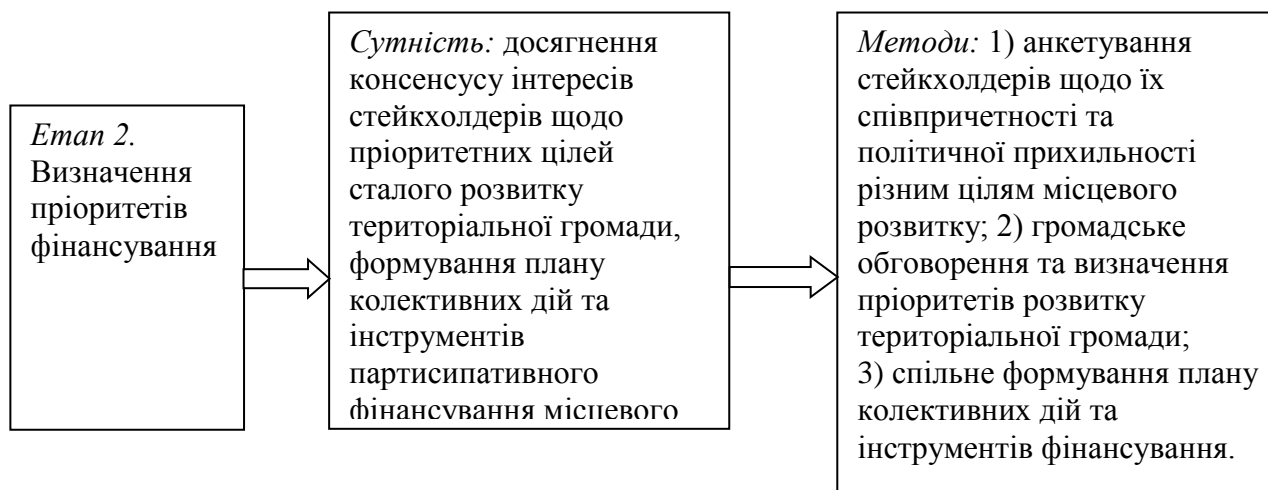 Етап 2.
Визначення
пріоритетів
фінансування
Сутність: досягнення
консенсусу інтересів
стейкхолдерів щодо
пріоритетних цілей
сталого розвитку
територіальної громади,
формування плану
колективних дій та
інструментів
партисипативного
фінансування місцевого
Методи: 1) анкетування
стейкхолдерів щодо їх
співпричетності та
політичної прихильності
різним цілям місцевого
розвитку; 2) громадське
обговорення та визначення
пріоритетів розвитку
територіальної громади;
3) спільне формування плану
колективних дій та
інструментів фінансування.